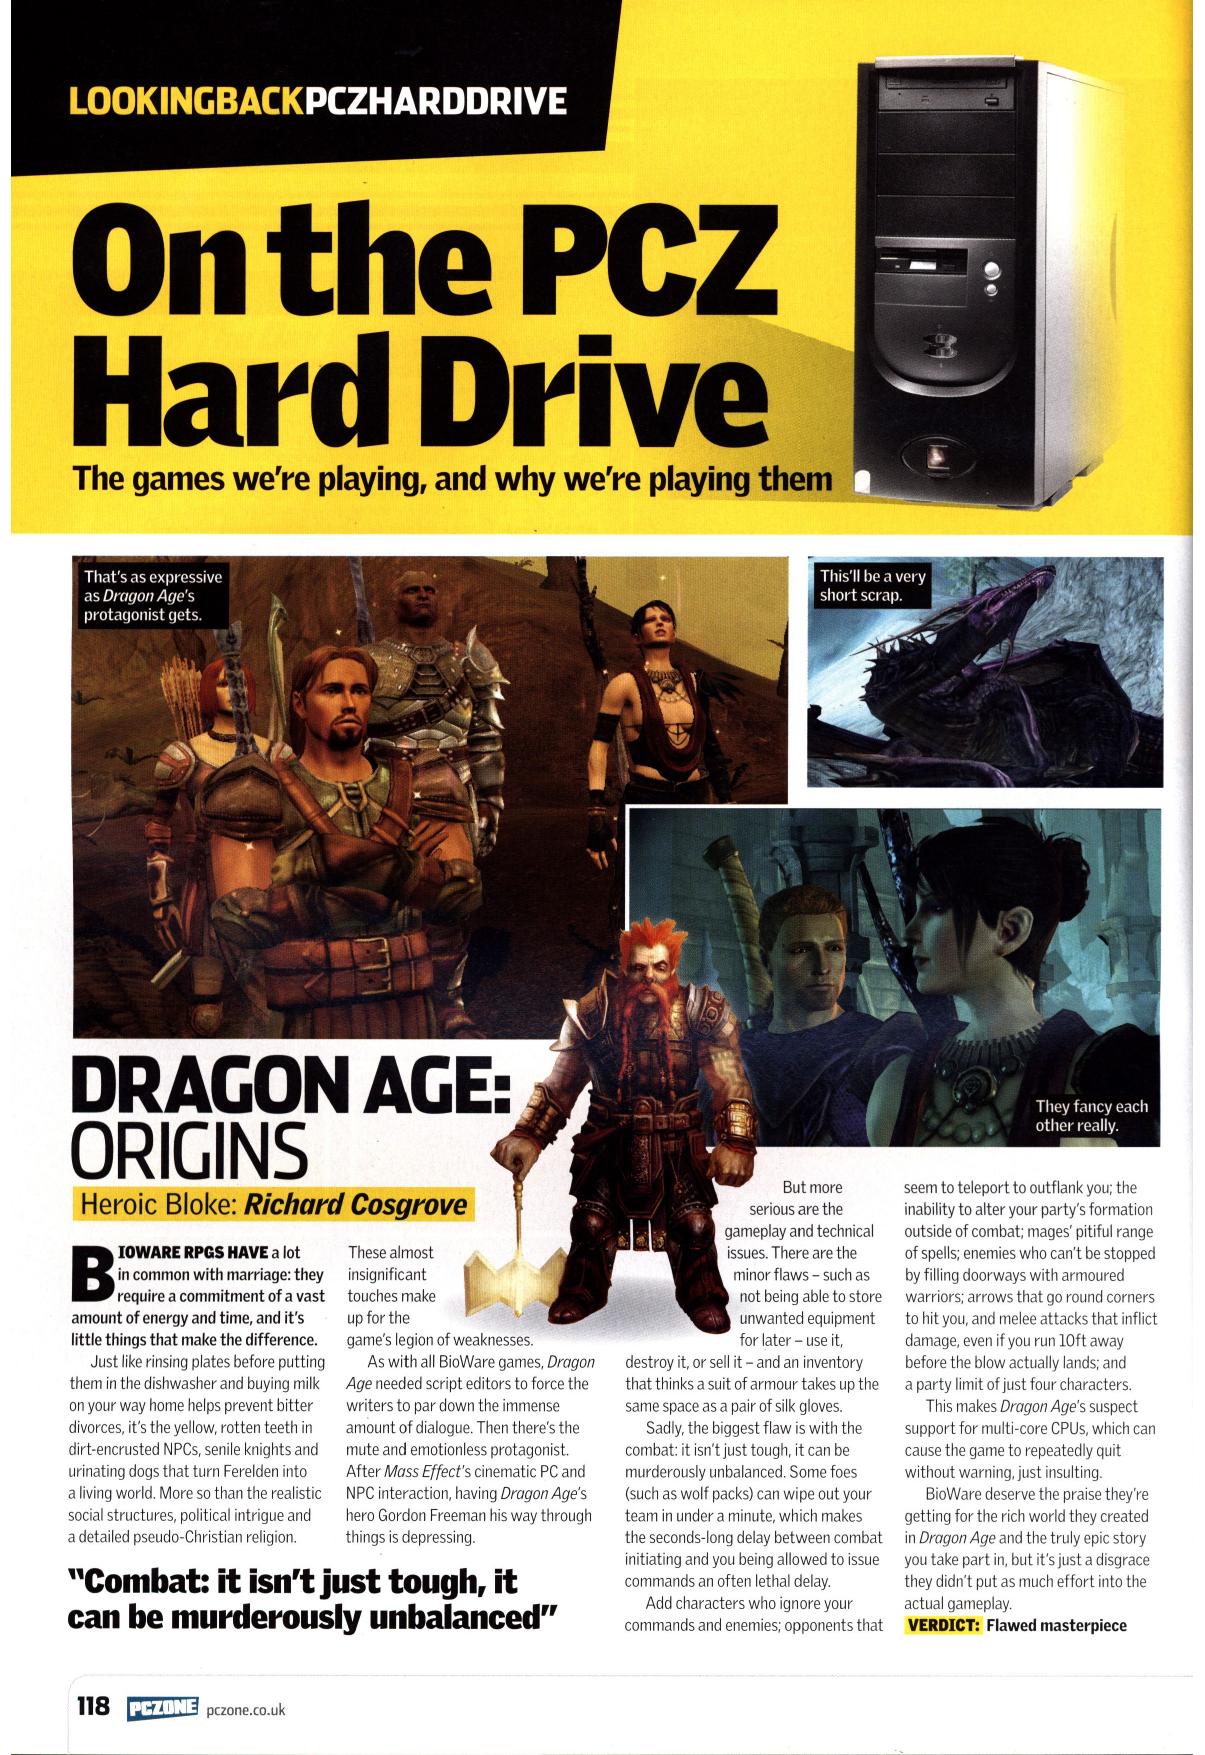 LOOKINGBACKPCZHARDDRIVE
On the PCZ
Hard Drive
The games we're playing, and why we're playing them
That's as expressive
as Dragon Age's
protagonist gets.
This'll be a very
short scrap.
They fancy each
other really.
DRAGON AGE:
ORIGINS
Heroic Bloke: Richard Cosgrove
BIOWARE RPGS HAVE a lot
in common with marriage: they
require a commitment of a vast
amount of energy and time, and it's
little things that make the difference.
Just like rinsing plates before putting
them in the dishwasher and buying milk
on your way home helps prevent bitter
divorces, it's the yellow, rotten teeth in
dirt-encrusted NPCs, senile knights and
urinating dogs that turn Ferelden into
a living world. More so than the realistic
social structures, political intrigue and
a detailed pseudo-Christian religion.
These almost
insignificant
touches make
up for the
game's legion of weaknesses.
As with all BioWare games, Dragon
Age needed script editors to force the
writers to par down the immense
amount of dialogue. Then there's the
mute and emotionless protagonist.
After Mass Effect's cinematic PC and
NPC interaction, having Dragon Age's
hero Gordon Freeman his way through
things is depressing.
"Combat: it isn't just tough, it
can be murderously unbalanced"
But more
serious are the
gameplay and technical
issues. There are the
minor flaws – such as
not being able to store
unwanted equipment
for later – use it,
destroy it, or sell it – and an inventory
that thinks a suit of armour takes up the
same space as a pair of silk gloves.
Sadly, the biggest flaw is with the
combat: it isn't just tough, it can be
murderously unbalanced. Some foes
(such as wolf packs) can wipe out your
team in under a minute, which makes
the seconds-long delay between combat
initiating and you being allowed to issue
commands an often lethal delay.
Add characters who ignore your
commands and enemies; opponents that
seem to teleport to outflank you; the
inability to alter your party's formation
outside of combat; mages' pitiful range
of spells; enemies who can't be stopped
by filling doorways with armoured
warriors; arrows that go round corners
to hit you, and melee attacks that inflict
damage, even if you run 10ft away
before the blow actually lands; and
a party limit of just four characters.
This makes Dragon Age's suspect
support for multi-core CPUs, which can
cause the game to repeatedly quit
without warning, just insulting.
BioWare deserve the praise they're
getting for the rich world they created
in Dragon Age and the truly epic story
you take part in, but it's just a disgrace
they didn't put as much effort into the
actual gameplay.
VERDICT: Flawed masterpiece
118 PCZONE pczone.co.uk